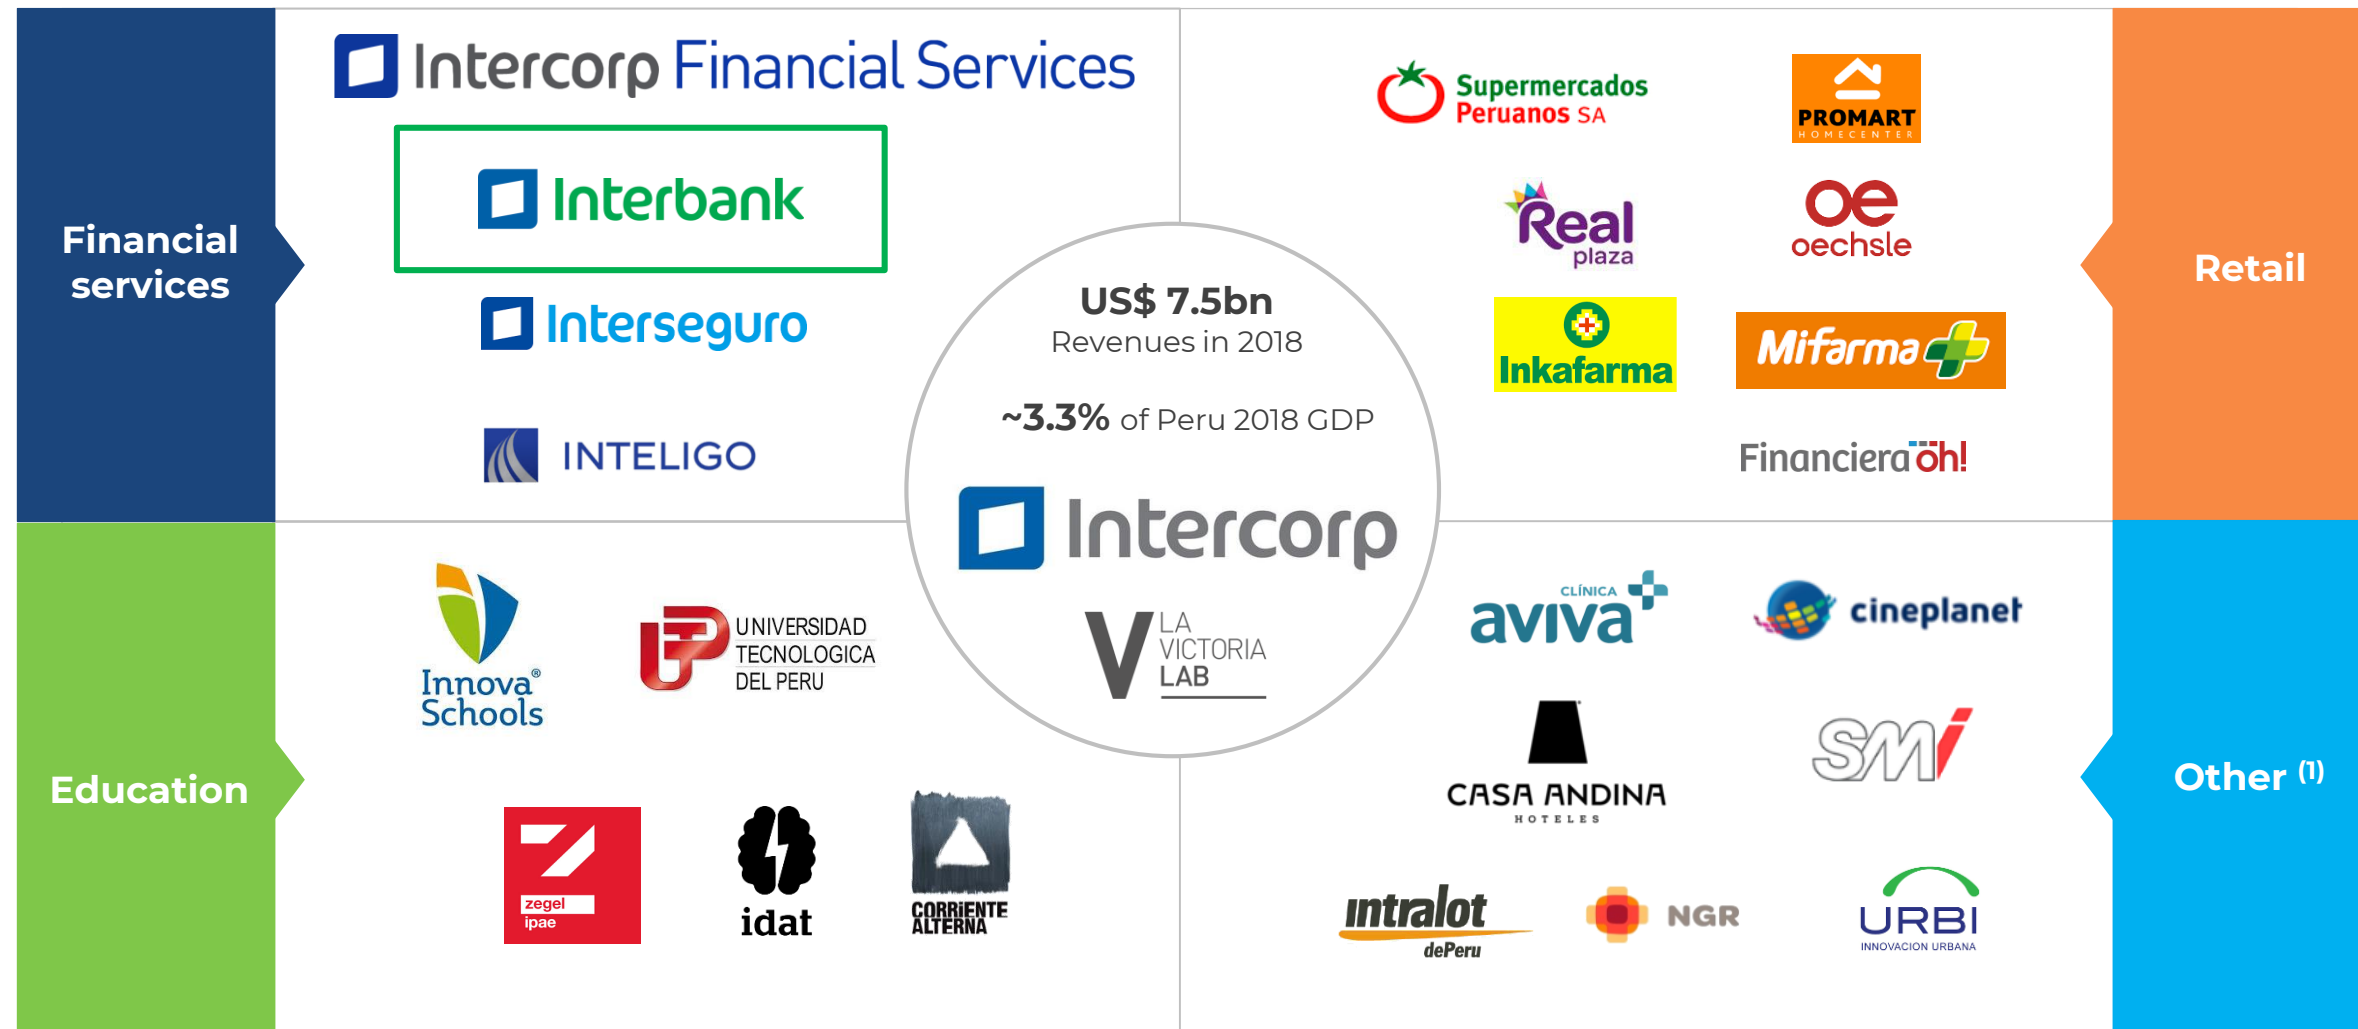 Financial
services
Intercorp Financial Services
Interbank
Interseguro
INTELIGO
Supermercados
Peruanos SA
PROMART
HOMECENTER
Real
plaza
oe
oechsle
Inkafarma
Mifarma
Financiera oh!
Retail
US$ 7.5bn
Revenues in 2018
~3.3% of Peru 2018 GDP
Intercorp
V LA
VICTORIA
LAB
Education
Innova®
Schools
UTP
UNIVERSIDAD
TECNOLOGICA
DEL PERU
zegel
ipae
idat
CORRiENTE
ALTERNA
CLÍNICA
aviva
cineplanet
CASA ANDINA
HOTELES
SMi
intralot
dePeru
NGR
URBI
INNOVACION URBANA
Other (1)